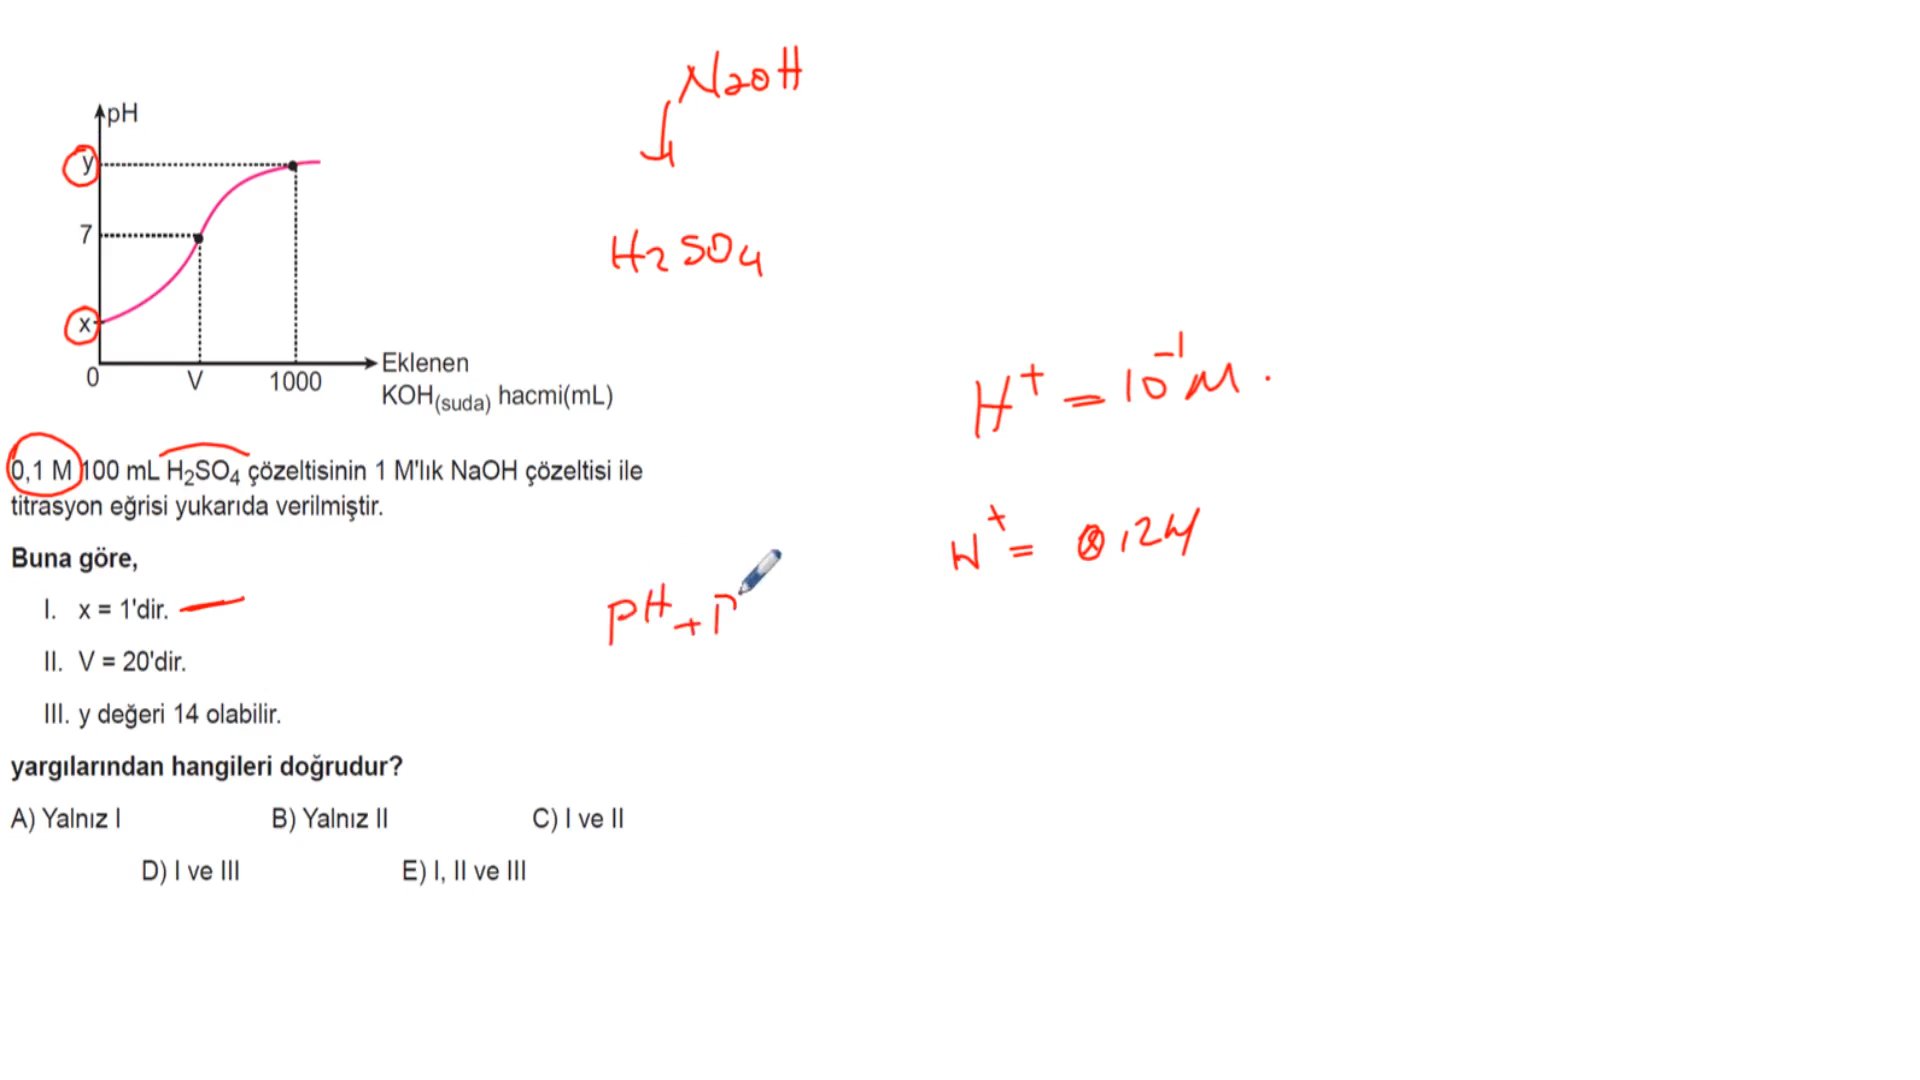 NaOH
pH
y
7
H2SO4
x
0 V 1000
Eklenen
KOH(suda) hacmi(mL)
H+ = 10-1 M.
0,1 M 100 mL H2SO4 çözeltisinin 1 M'lık NaOH çözeltisi ile
titrasyon eğrisi yukarıda verilmiştir.
H+ = 0,2M
Buna göre,
I. x = 1'dir.
pH + P
II. V = 20'dir.
III. y değeri 14 olabilir.
yargılarından hangileri doğrudur?
A) Yalnız I B) Yalnız II C) I ve II
D) I ve III E) I, II ve III